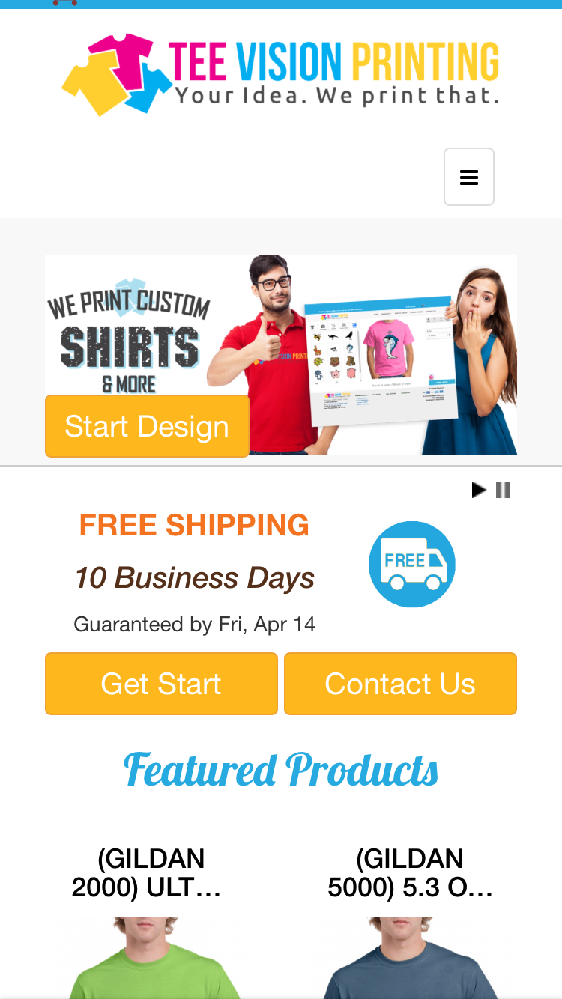 TEE VISION PRINTING
Your Idea. We print that.
WE PRINT CUSTOM
SHIRTS
& MORE
Start Design
FREE SHIPPING
FREE
10 Business Days
Guaranteed by Fri, Apr 14
Get Start
Contact Us
Featured Products
(GILDAN
2000) ULT...
(GILDAN
5000) 5.3 O...